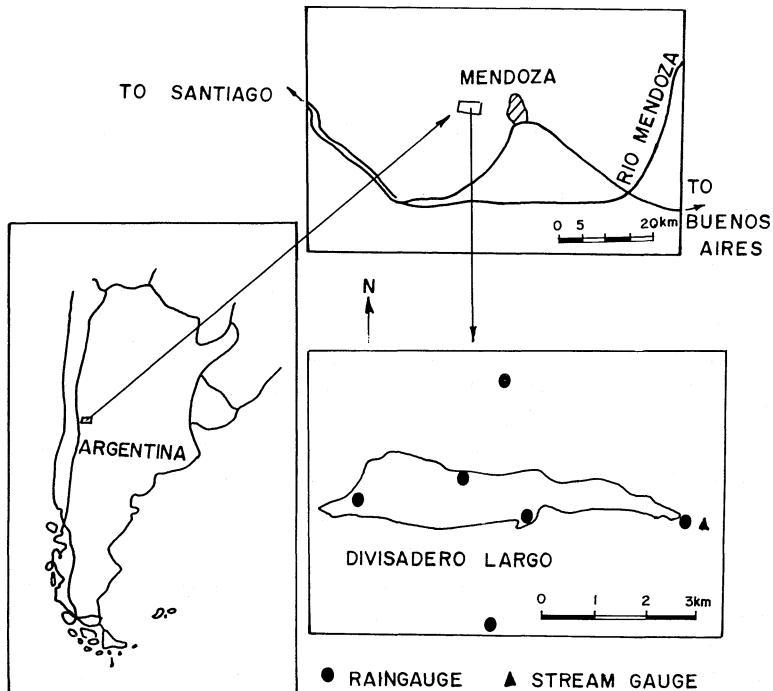 TO SANTIAGO
MENDOZA
RIO MENDOZA
0 5 20km
TO
BUENOS
AIRES
N
ARGENTINA
DIVISADERO LARGO
0 1 2 3km
RAINGAUGE
STREAM GAUGE